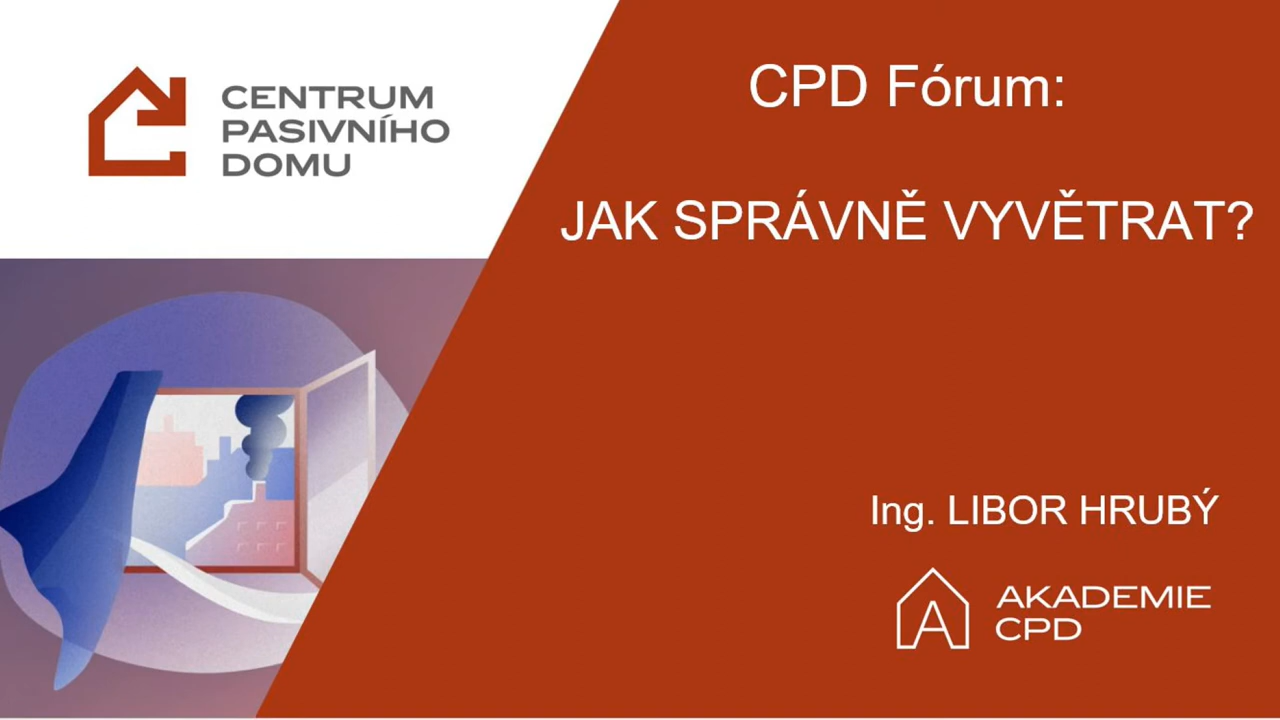 CENTRUM
PASIVNÍHO
DOMU
CPD Fórum:
JAK SPRÁVNĚ VYVĚTRAT?
Ing. LIBOR HRUBÝ
AKADEMIE
CPD